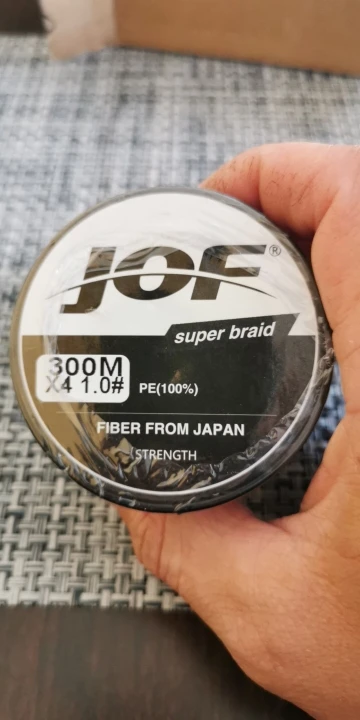 JOF®
super braid
300M
X4 1.0#
PE(100%)
FIBER FROM JAPAN
STRENGTH